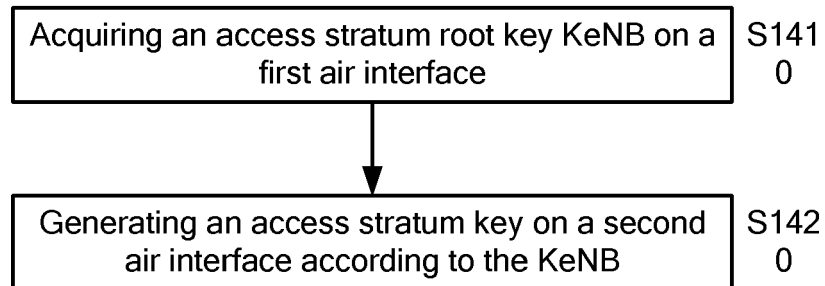 Acquiring an access stratum root key KeNB on a
first air interface
S141
0
Generating an access stratum key on a second
air interface according to the KeNB
S142
0